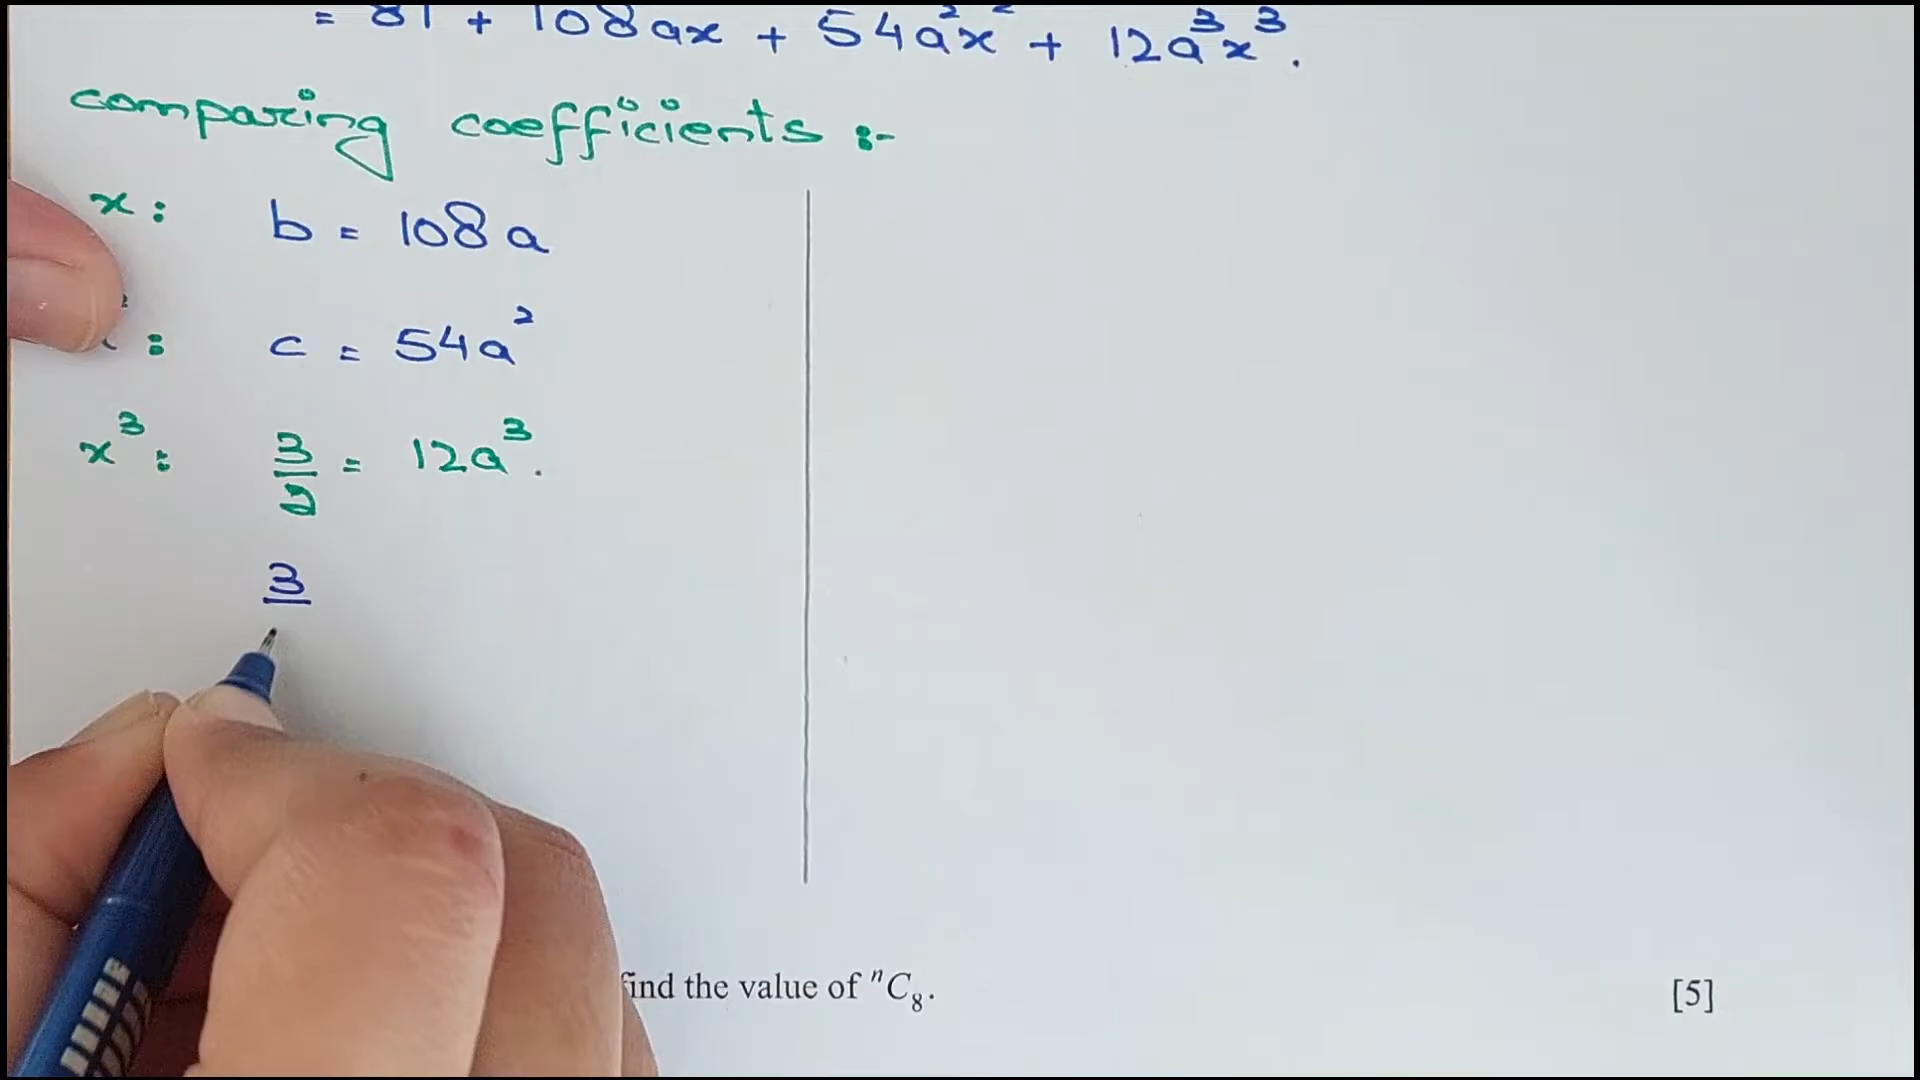 = 81 + 108ax + 54a²x² + 12a³x³.
comparing coefficients :-
x : b = 108a
: c = 54a²
x³ : 3/2 = 12a³.
3
find the value of ⁿC₈. [5]